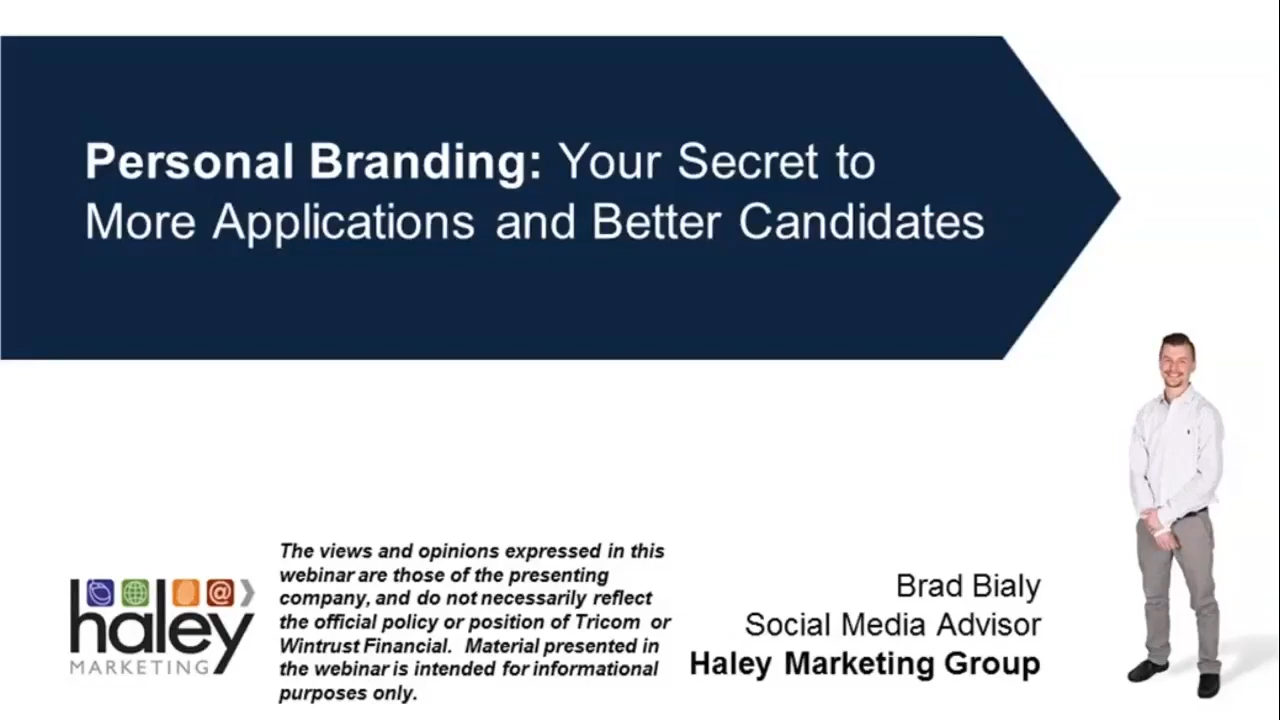 Personal Branding: Your Secret to
More Applications and Better Candidates
haley
MARKETING
The views and opinions expressed in this
webinar are those of the presenting
company, and do not necessarily reflect
the official policy or position of Tricom or
Wintrust Financial. Material presented in
the webinar is intended for informational
purposes only.
Brad Bialy
Social Media Advisor
Haley Marketing Group